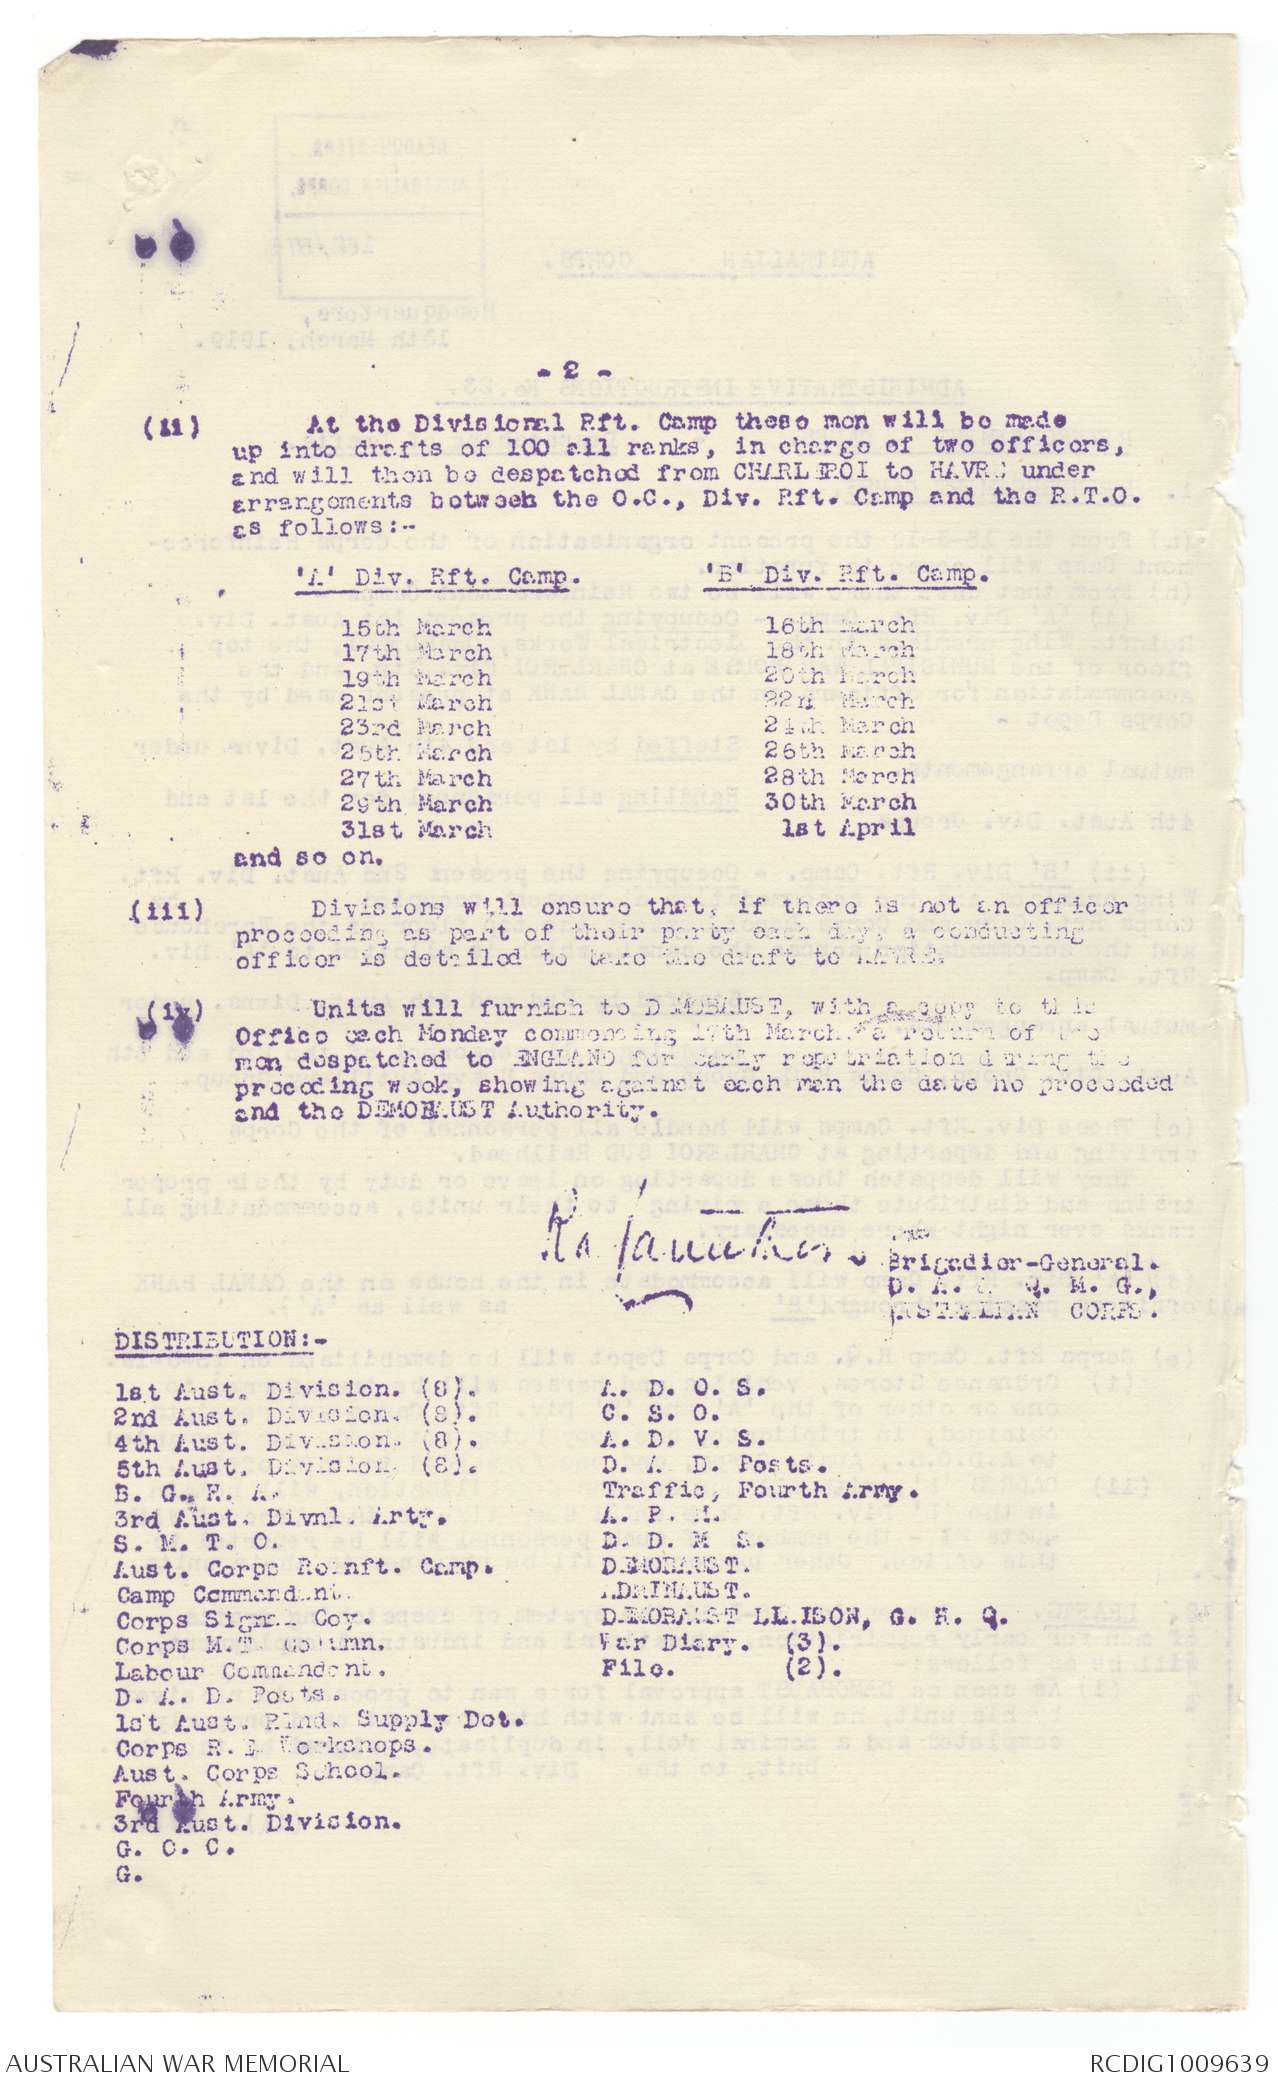 - 2 -
(ii) At the Divisional Rft. Camp these men will be made
up into drafts of 100 all ranks, in charge of two officers,
and will then be despatched from CHARLEROI to HAVRE under
arrangements between the O.C., Div. Rft. Camp and the R.T.O.
as follows:-
'A' Div. Rft. Camp. 'B' Div. Rft. Camp.
15th March 16th March
17th March 18th March
19th March 20th March
21st March 22nd March
23rd March 24th March
25th March 26th March
27th March 28th March
29th March 30th March
31st March 1st April
and so on.
(iii) Divisions will ensure that, if there is not an officer
proceeding as part of their party each day, a conducting
officer is detailed to take the draft to HAVRE.
(iv) Units will furnish to DEMOBAUST, with a copy to this
Office each Monday commencing 17th March, a return of the
men despatched to ENGLAND for early repatriation during the
preceding week, showing against each man the date he proceeded
and the DEMOBAUST Authority.
Brigadier-General.
D. A. & Q. M. G.,
AUSTRALIAN CORPS.
DISTRIBUTION:-
1st Aust. Division. (8). A. D. O. S.
2nd Aust. Division. (8). C. S. O.
4th Aust. Division. (8). A. D. V. S.
5th Aust. Division. (8). D. A. D. Posts.
B. G., R. A. Traffic, Fourth Army.
3rd Aust. Divnl. Arty. A. P. M.
S. M. T. O. D. D. M. S.
Aust. Corps Reinft. Camp. DEMOBAUST.
Camp Commandant. ADMINAUST.
Corps Signal Coy. DEMOBAUST LIAISON, G. H. Q.
Corps M.T. Column. War Diary. (3).
Labour Commandant. File. (2).
D. A. D. Posts.
1st Aust. Rlnd. Supply Det.
Corps R. E. Workshops.
Aust. Corps School.
Fourth Army.
3rd Aust. Division.
G. O. C.
G.
AUSTRALIAN WAR MEMORIAL RCDIG1009639